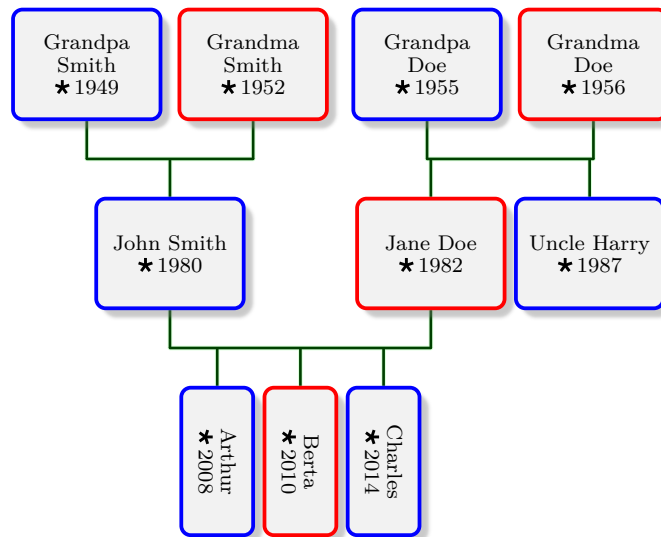 Grandpa
Smith
* 1949
Grandma
Smith
* 1952
Grandpa
Doe
* 1955
Grandma
Doe
* 1956
John Smith
* 1980
Jane Doe
* 1982
Uncle Harry
* 1987
Arthur
* 2008
Berta
* 2010
Charles
* 2014